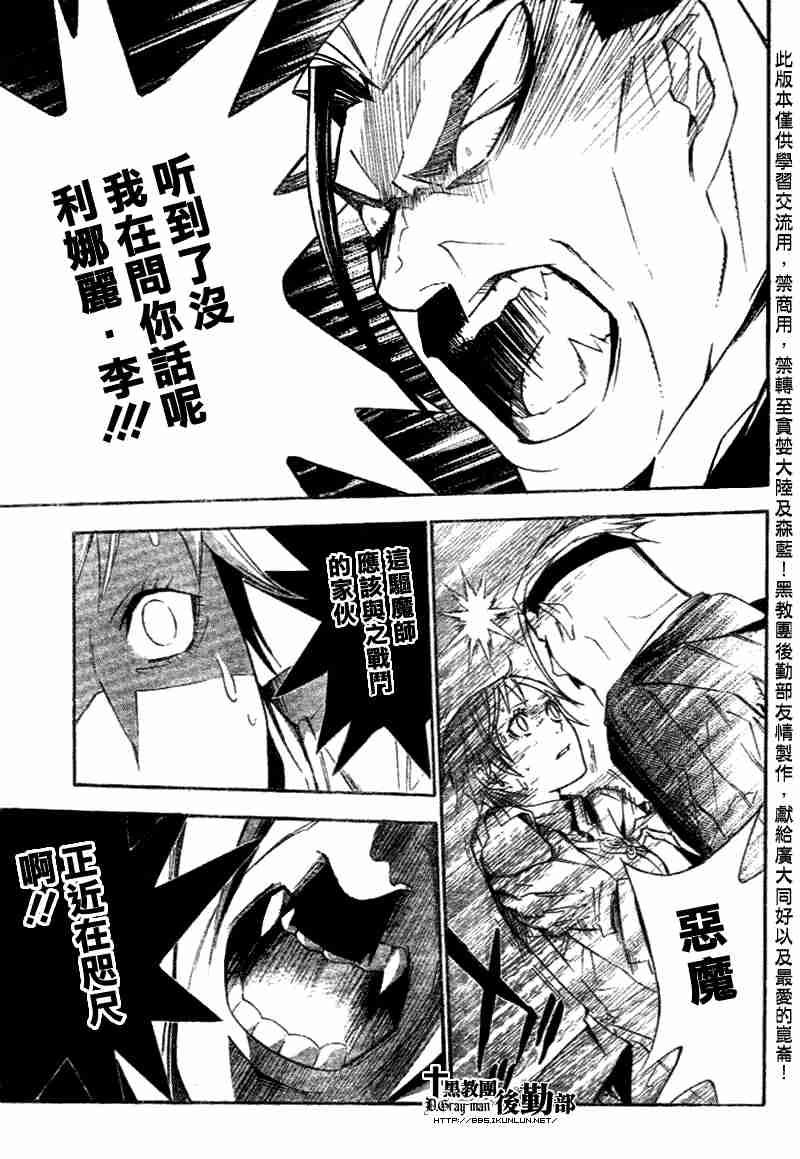 听到了沒
我在問你話呢
利娜麗·李!!!
惡魔
這驅魔師
應該與之戰鬥
的家伙
正近在咫尺
啊!!
此版本僅供學習交流用，禁商用，禁轉至貪婪大陸及森藍！黑教團後勤部友情製作，獻給廣大同好以及最愛的崑崙！
黑教團
D.Gray-man
後勤部
HTTP://BBS.IKUNLUN.NET/